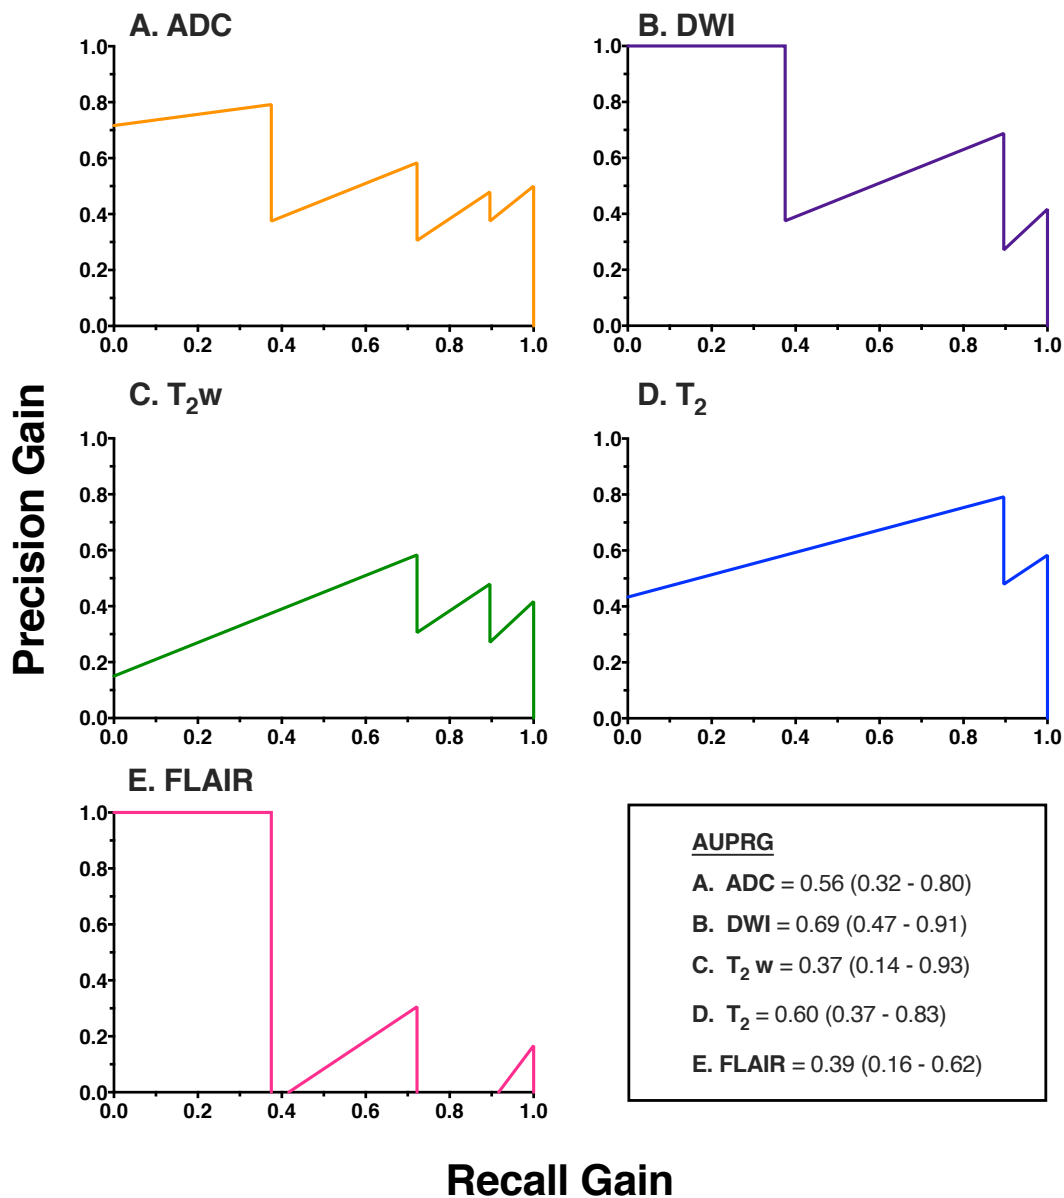 A. ADC
1.0
0.8
0.6
0.4
0.2
0.0
0.0 0.2 0.4 0.6 0.8 1.0
B. DWI
1.0
0.8
0.6
0.4
0.2
0.0
0.0 0.2 0.4 0.6 0.8 1.0
C. T2w
1.0
0.8
0.6
0.4
0.2
0.0
0.0 0.2 0.4 0.6 0.8 1.0
D. T2
1.0
0.8
0.6
0.4
0.2
0.0
0.0 0.2 0.4 0.6 0.8 1.0
Precision Gain
E. FLAIR
1.0
0.8
0.6
0.4
0.2
0.0
0.0 0.2 0.4 0.6 0.8 1.0
AUPRG
A. ADC = 0.56 (0.32 - 0.80)
B. DWI = 0.69 (0.47 - 0.91)
C. T2 w = 0.37 (0.14 - 0.93)
D. T2 = 0.60 (0.37 - 0.83)
E. FLAIR = 0.39 (0.16 - 0.62)
Recall Gain